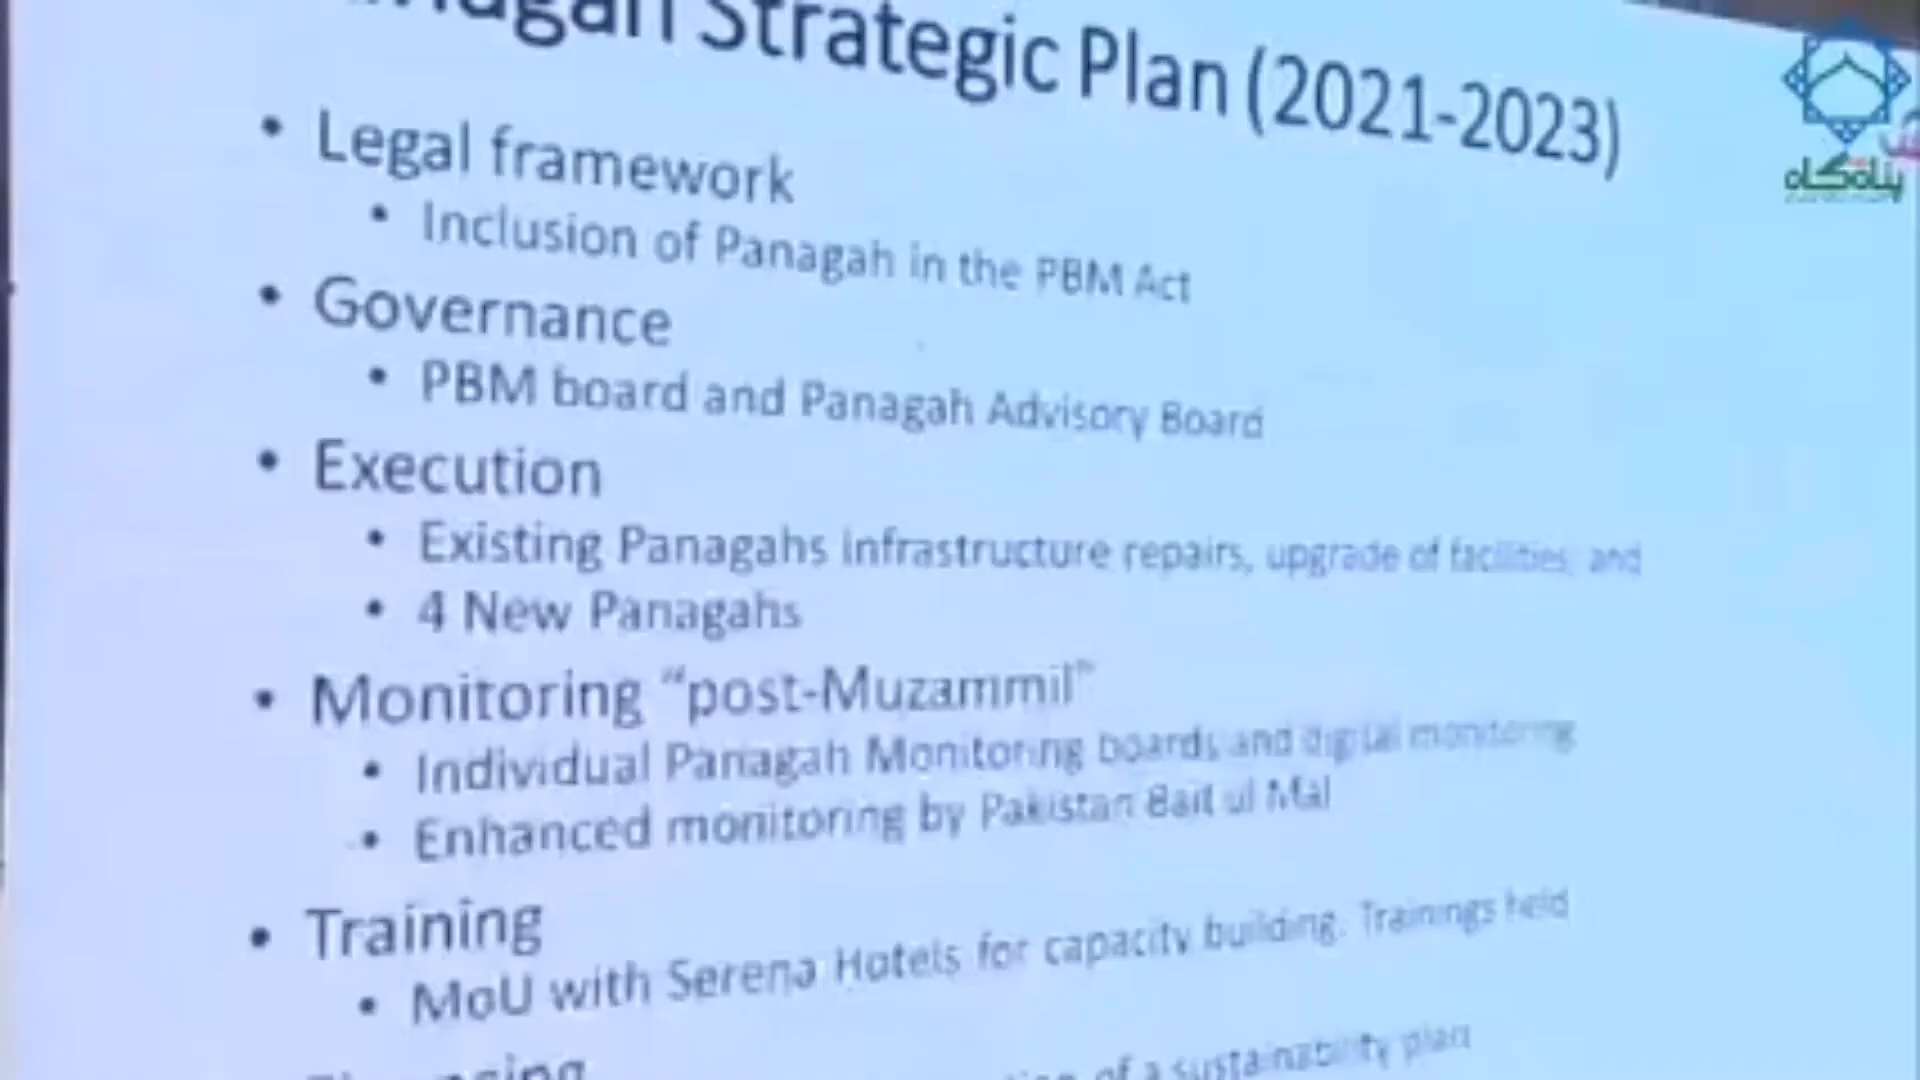 Strategic Plan (2021-2023)
پناہ گاہ
• Legal framework
• Inclusion of Panagah in the PBM Act
• Governance
• PBM board and Panagah Advisory Board
• Execution
• Existing Panagahs infrastructure repairs, upgrade of facilities, and
• 4 New Panagahs
• Monitoring “post-Muzammil”
• Individual Panagah Monitoring boards and digital monitoring
• Enhanced monitoring by Pakistan Bait ul Mal
• Training
• MoU with Serena Hotels for capacity building. Trainings held
of a sustainability plan